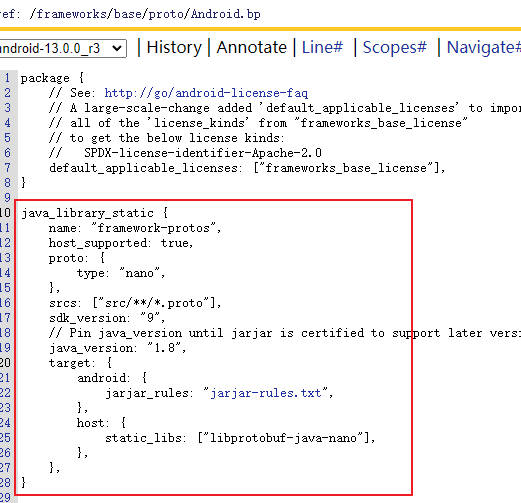 ref: /frameworks/base/proto/Android.bp
android-13.0.0_r3 | History | Annotate | Line# | Scopes# | Navigate#
1 package {
2 // See: http://go/android-license-faq
3 // A large-scale-change added 'default_applicable_licenses' to
4 // all of the 'license_kinds' from "frameworks_base_license"
5 // to get the below license kinds:
6 // SPDX-license-identifier-Apache-2.0
7 default_applicable_licenses: ["frameworks_base_license"],
8 }
9
10 java_library_static {
11 name: "framework-protos",
12 host_supported: true,
13 proto: {
14 type: "nano",
15 },
16 srcs: ["src/**/*.proto"],
17 sdk_version: "9",
18 // Pin java_version until jarjar is certified to support later
19 java_version: "1.8",
20 target: {
21 android: {
22 jarjar_rules: "jarjar-rules.txt",
23 },
24 host: {
25 static_libs: ["libprotobuf-java-nano"],
26 },
27 },
28 }
29